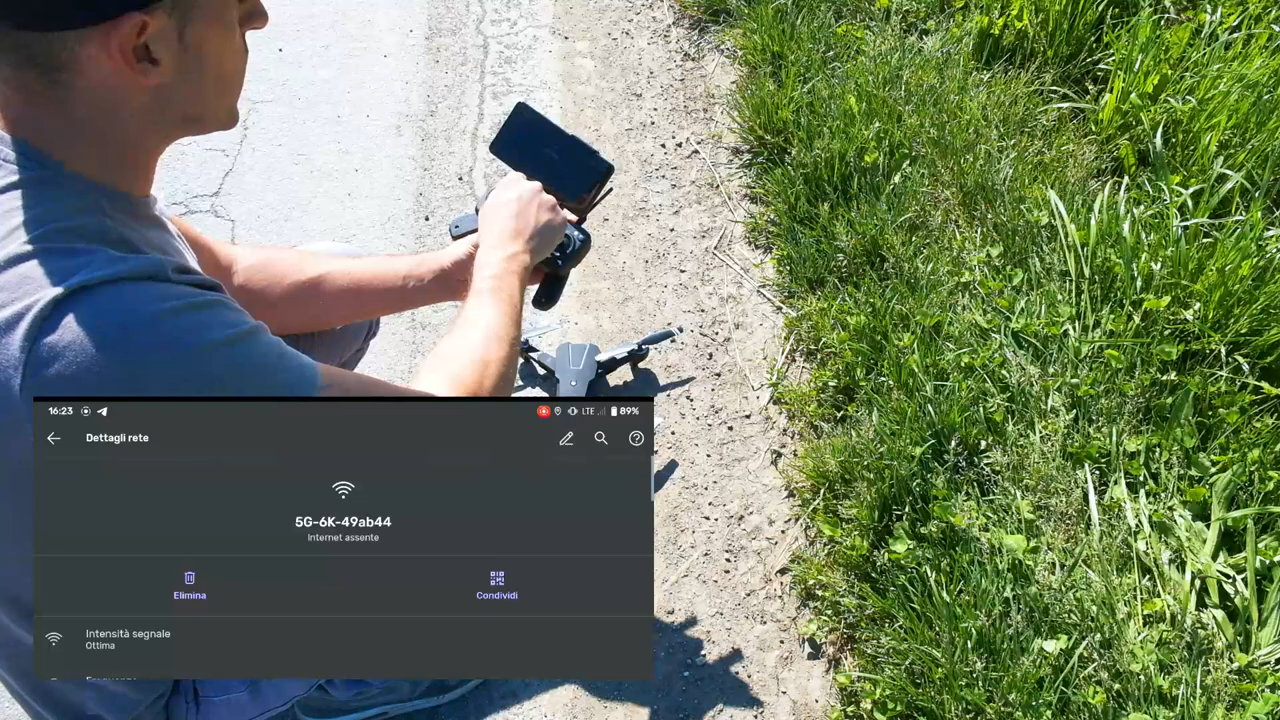 16:23 LTE 89%
Dettagli rete
5G-6K-49ab44
Internet assente
Elimina Condividi
Intensità segnale
Ottima